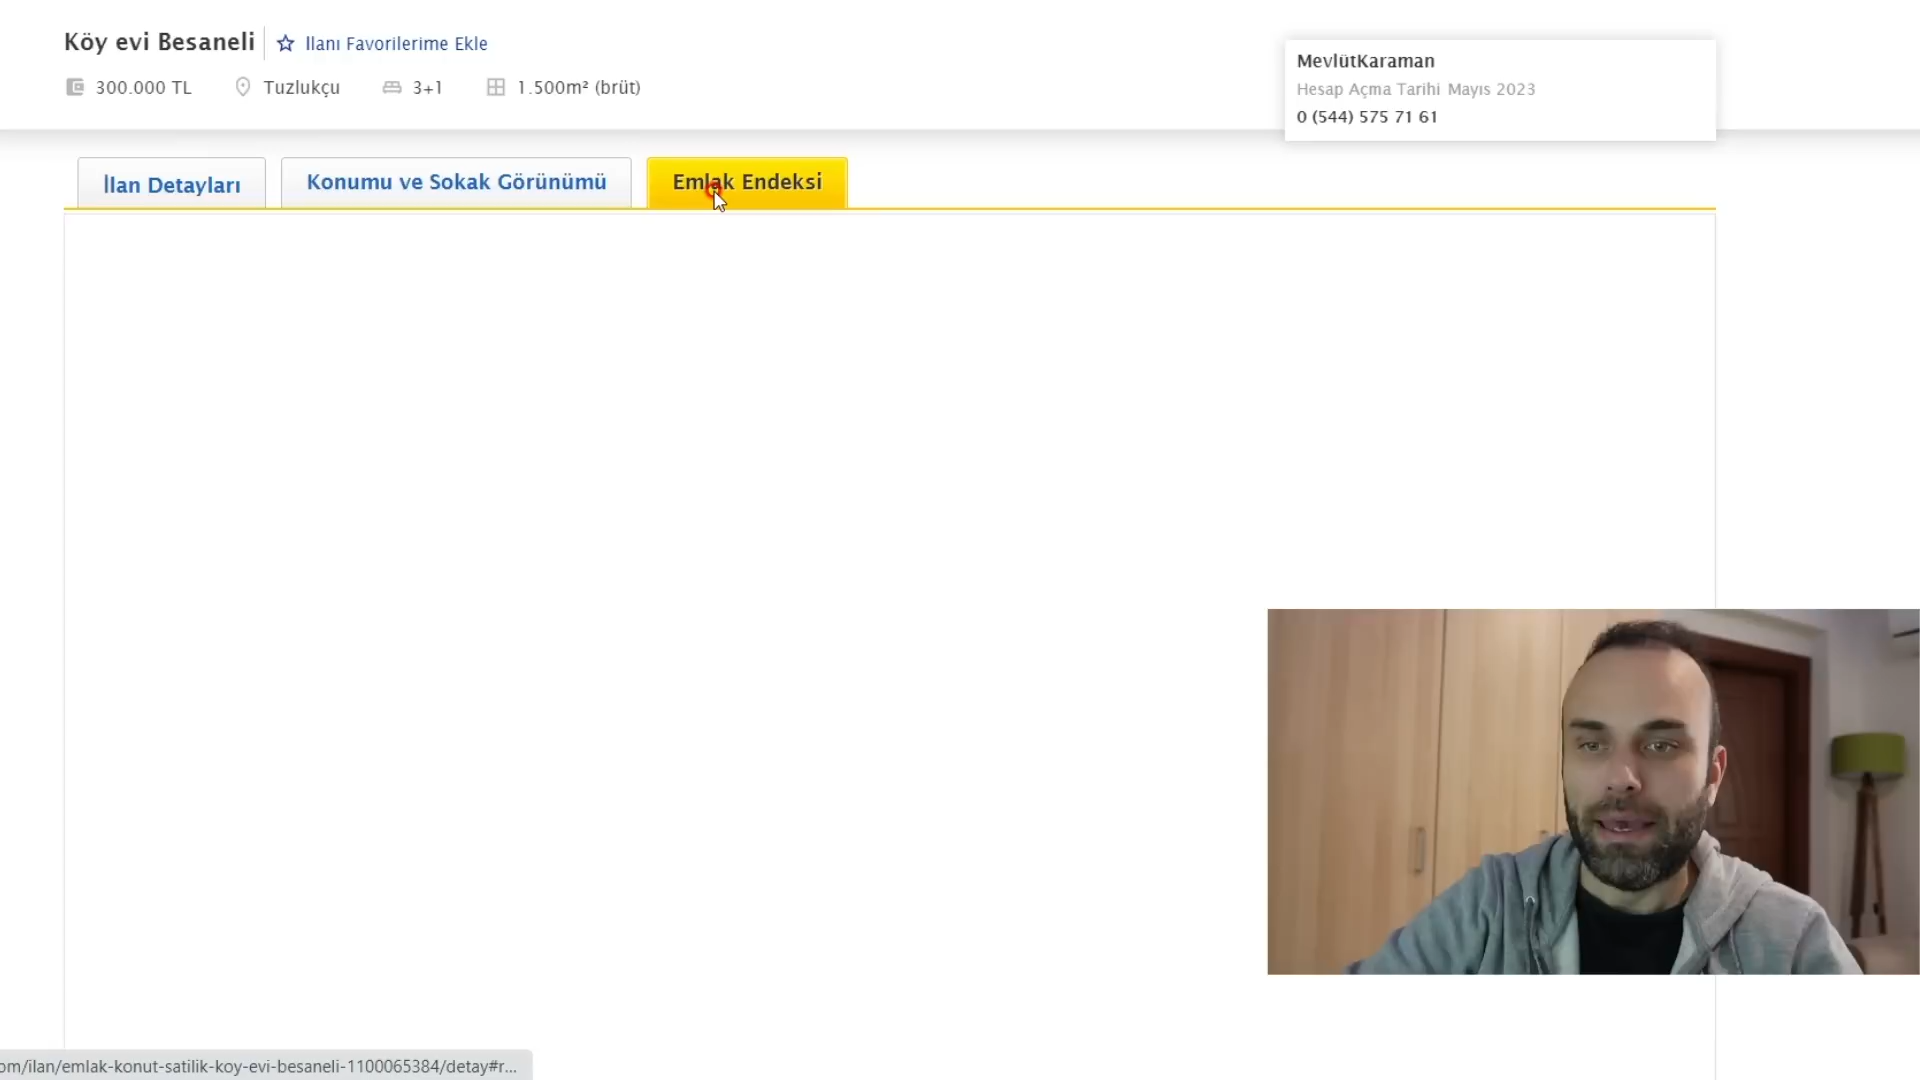 Köy evi Besaneli
İlanı Favorilerime Ekle
300.000 TL
Tuzlukçu
3+1
1.500m² (brüt)
MevlütKaraman
Hesap Açma Tarihi Mayıs 2023
0 (544) 575 71 61
İlan Detayları
Konumu ve Sokak Görünümü
Emlak Endeksi
om/ilan/emlak-konut-satilik-koy-evi-besaneli-1100065384/detay#r...